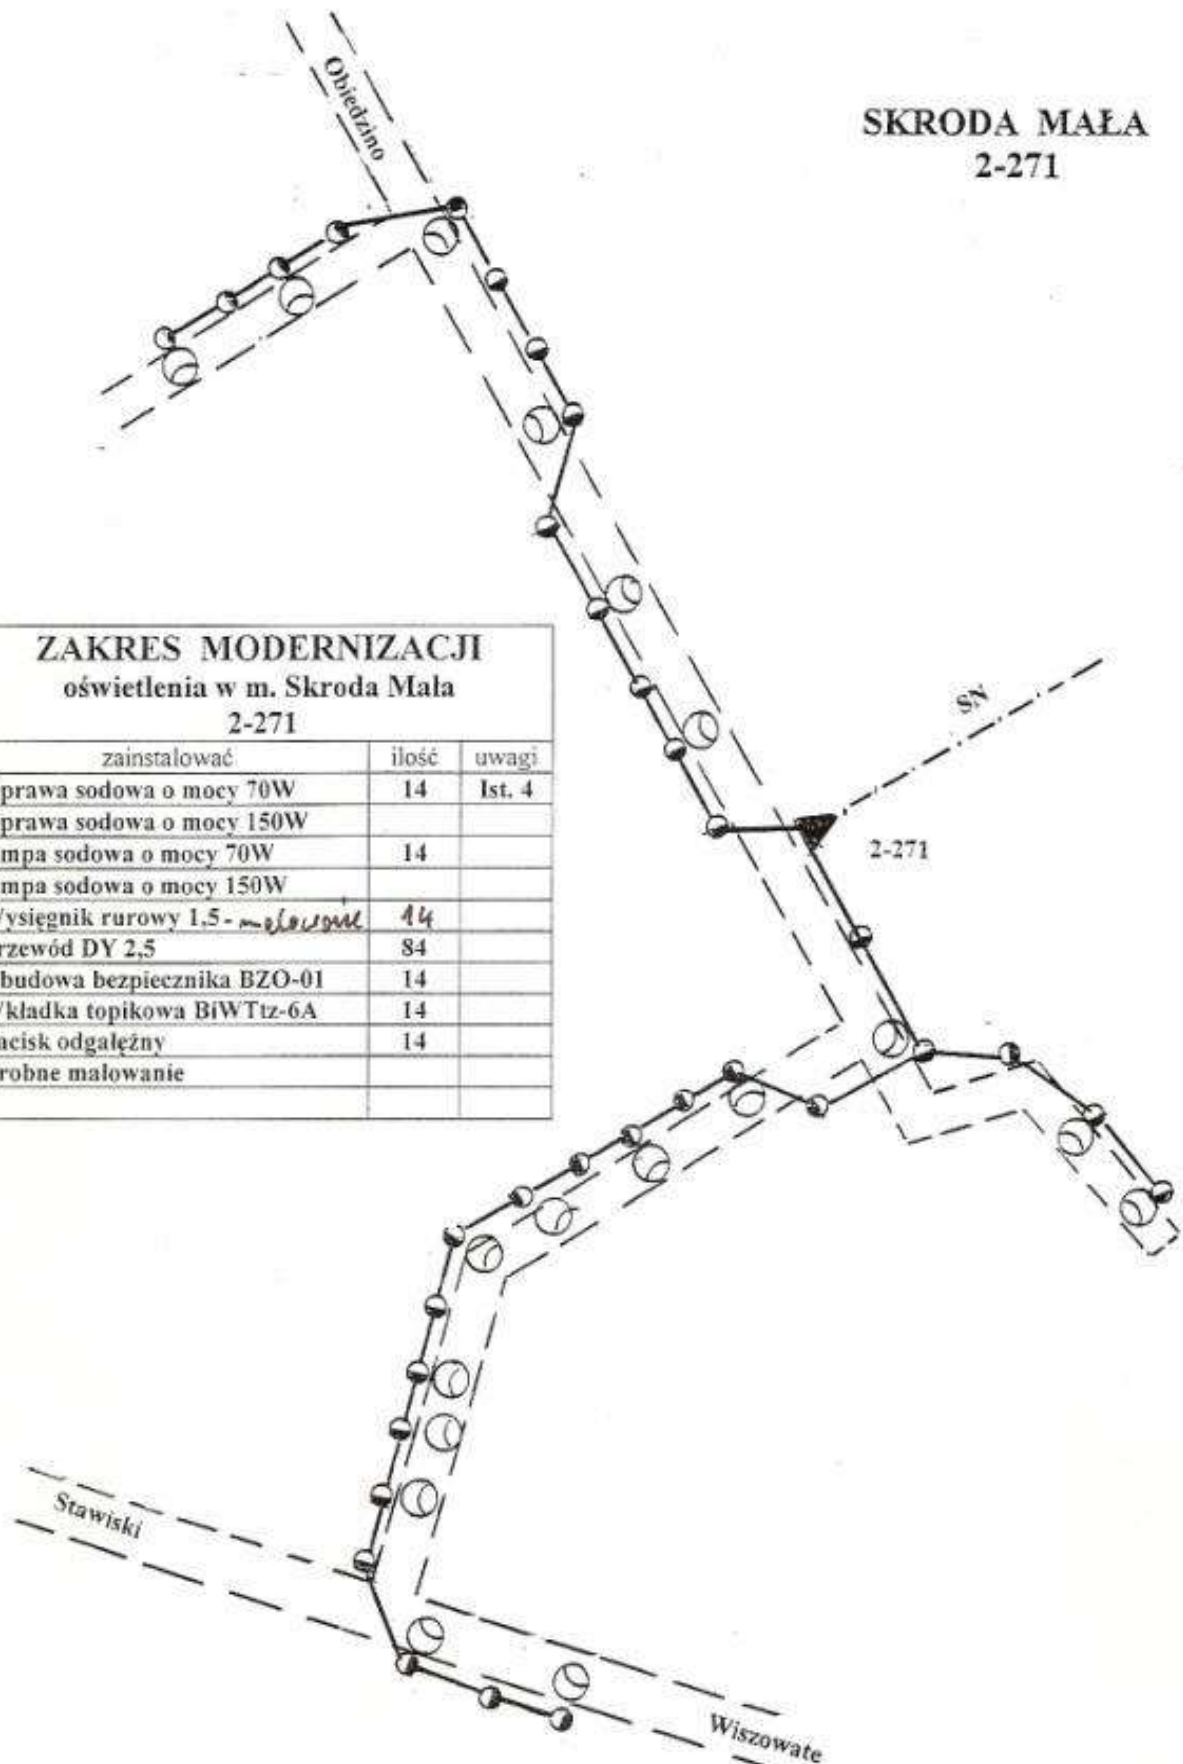 Obiedzino
SKRODA MAŁA
2-271
ZAKRES MODERNIZACJI
oświetlenia w m. Skroda Mała
2-271
zainstalować ilość uwagi
prawa sodowa o mocy 70W 14 Ist. 4
prawa sodowa o mocy 150W
mpa sodowa o mocy 70W 14
mpa sodowa o mocy 150W
ysięgnik rurowy 1,5- 14
rzewód DY 2,5 84
budowa bezpiecznika BZO-01 14
kładka topikowa BiWTtz-6A 14
acisk odgałęźny 14
robne malowanie
SN
2-271
Stawiski
Wiszowate